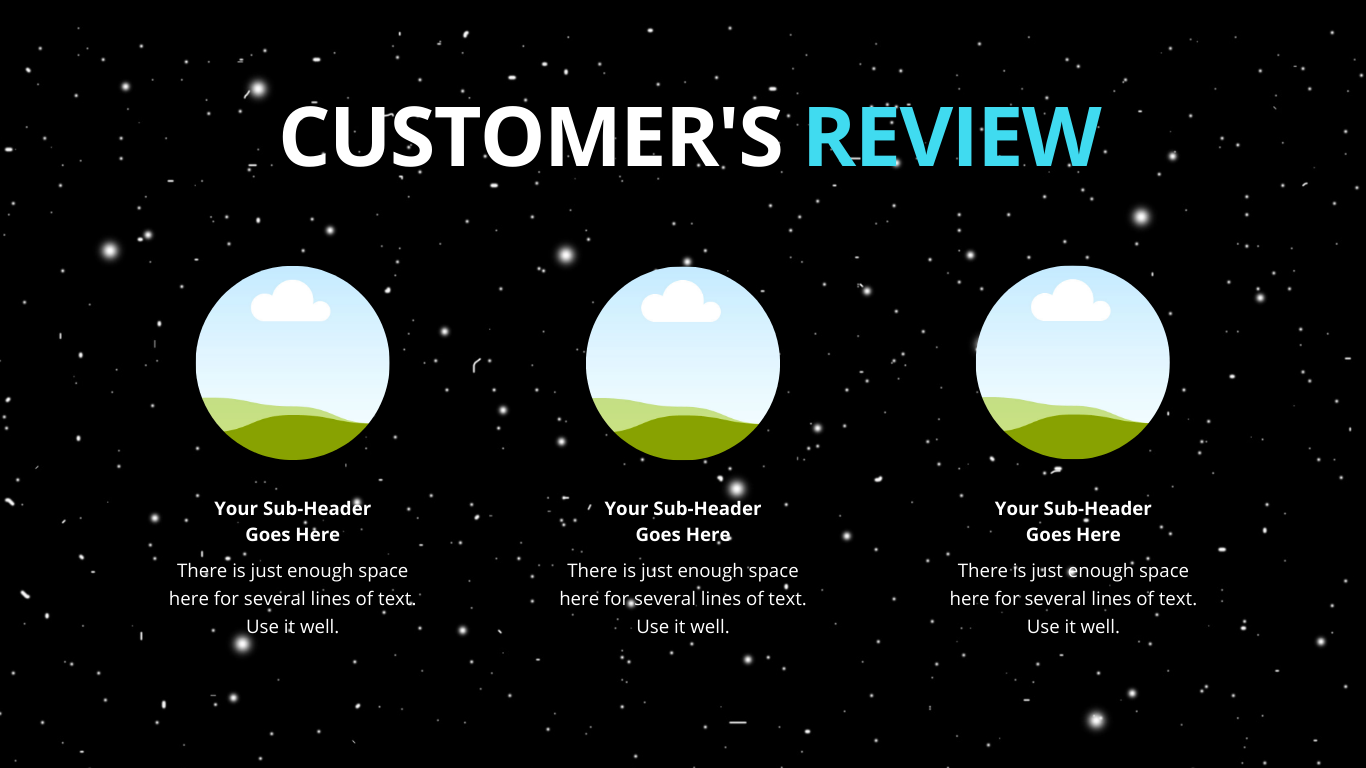 CUSTOMER'S REVIEW
Your Sub-Header
Goes Here
There is just enough space
here for several lines of text.
Use it well.
Your Sub-Header
Goes Here
There is just enough space
here for several lines of text.
Use it well.
Your Sub-Header
Goes Here
There is just enough space
here for several lines of text.
Use it well.